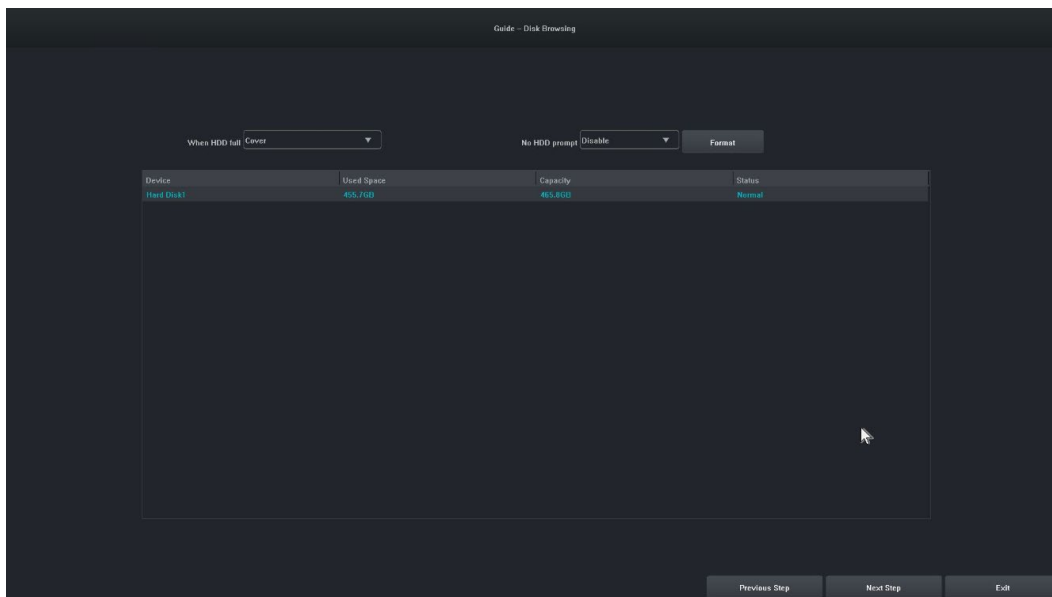 Guide – Disk Browsing
When HDD full Cover No HDD prompt Disable Format
Device Used Space Capacity Status
Hard Disk1 455.7GB 465.8GB Normal
Previous Step Next Step Exit